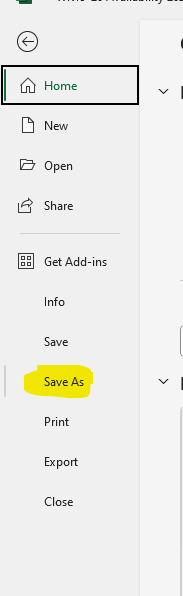 Home
New
Open
Share
Get Add-ins
Info
Save
Save As
Print
Export
Close